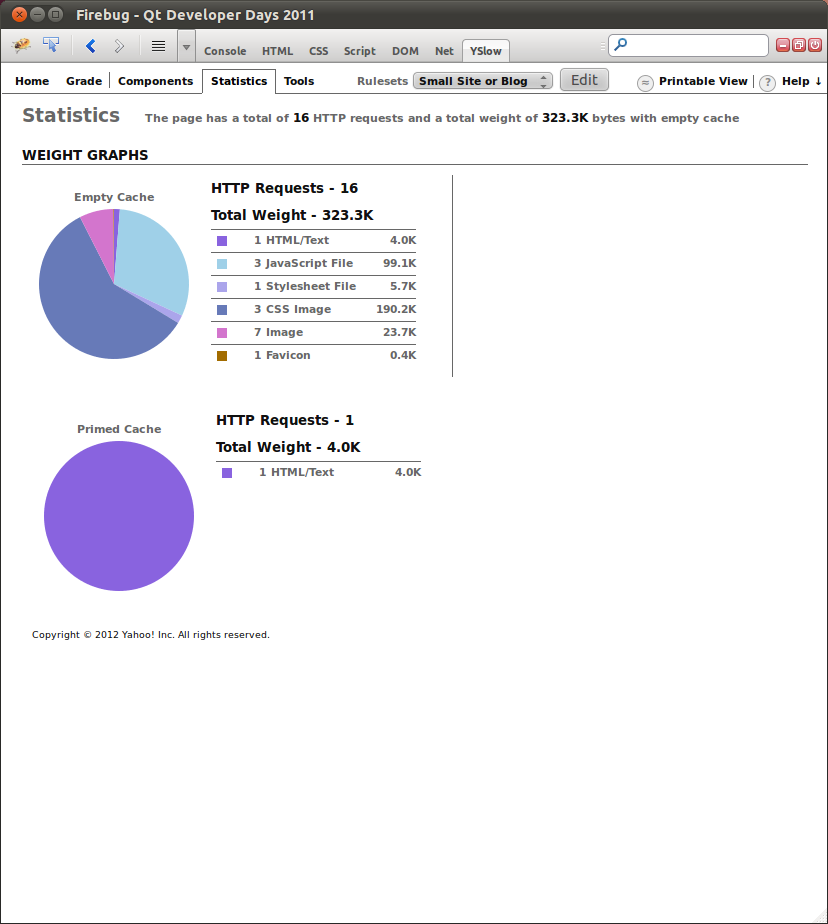 Firebug - Qt Developer Days 2011
Console HTML CSS Script DOM Net YSlow
Home Grade Components Statistics Tools Rulesets Small Site or Blog Edit ≈ Printable View ? Help ↓
Statistics The page has a total of 16 HTTP requests and a total weight of 323.3K bytes with empty cache
WEIGHT GRAPHS
Empty Cache
HTTP Requests - 16
Total Weight - 323.3K
1 HTML/Text 4.0K
3 JavaScript File 99.1K
1 Stylesheet File 5.7K
3 CSS Image 190.2K
7 Image 23.7K
1 Favicon 0.4K
Primed Cache
HTTP Requests - 1
Total Weight - 4.0K
1 HTML/Text 4.0K
Copyright © 2012 Yahoo! Inc. All rights reserved.